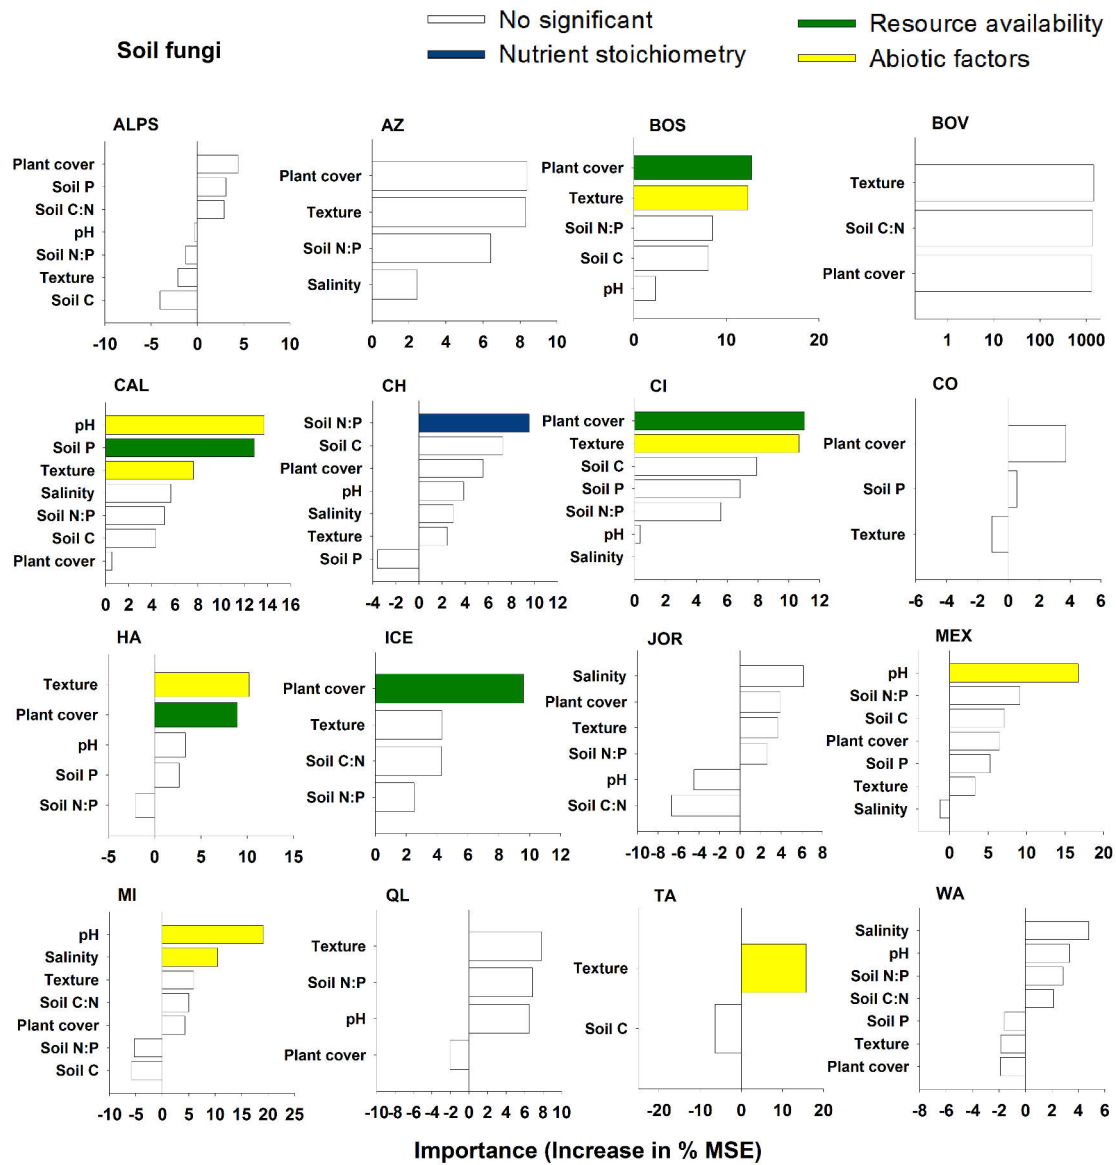 Soil fungi
No significant
Resource availability
Nutrient stoichiometry
Abiotic factors
ALPS
Plant cover
Soil P
Soil C:N
pH
Soil N:P
Texture
Soil C
-10 -5 0 5 10
AZ
Plant cover
Texture
Soil N:P
Salinity
0 2 4 6 8 10
BOS
Plant cover
Texture
Soil N:P
Soil C
pH
0 10 20
BOV
Texture
Soil C:N
Plant cover
1 10 100 1000
CAL
pH
Soil P
Texture
Salinity
Soil N:P
Soil C
Plant cover
0 2 4 6 8 10 12 14 16
CH
Soil N:P
Soil C
Plant cover
pH
Salinity
Texture
Soil P
-4 -2 0 2 4 6 8 10 12
CI
Plant cover
Texture
Soil C
Soil P
Soil N:P
pH
Salinity
0 2 4 6 8 10 12
CO
Plant cover
Soil P
Texture
-6 -4 -2 0 2 4 6
HA
Texture
Plant cover
pH
Soil P
Soil N:P
-5 0 5 10 15
ICE
Plant cover
Texture
Soil C:N
Soil N:P
0 2 4 6 8 10 12
JOR
Salinity
Plant cover
Texture
Soil N:P
pH
Soil C:N
-10 -8 -6 -4 -2 0 2 4 6 8
MEX
pH
Soil N:P
Soil C
Plant cover
Soil P
Texture
Salinity
0 5 10 15 20
MI
pH
Salinity
Texture
Soil C:N
Plant cover
Soil N:P
Soil C
-10 -5 0 5 10 15 20 25
QL
Texture
Soil N:P
pH
Plant cover
-10 -8 -6 -4 -2 0 2 4 6 8 10
TA
Texture
Soil C
-20 0 20
WA
Salinity
pH
Soil N:P
Soil C:N
Soil P
Texture
Plant cover
-8 -6 -4 -2 0 2 4 6 8
Importance (Increase in % MSE)